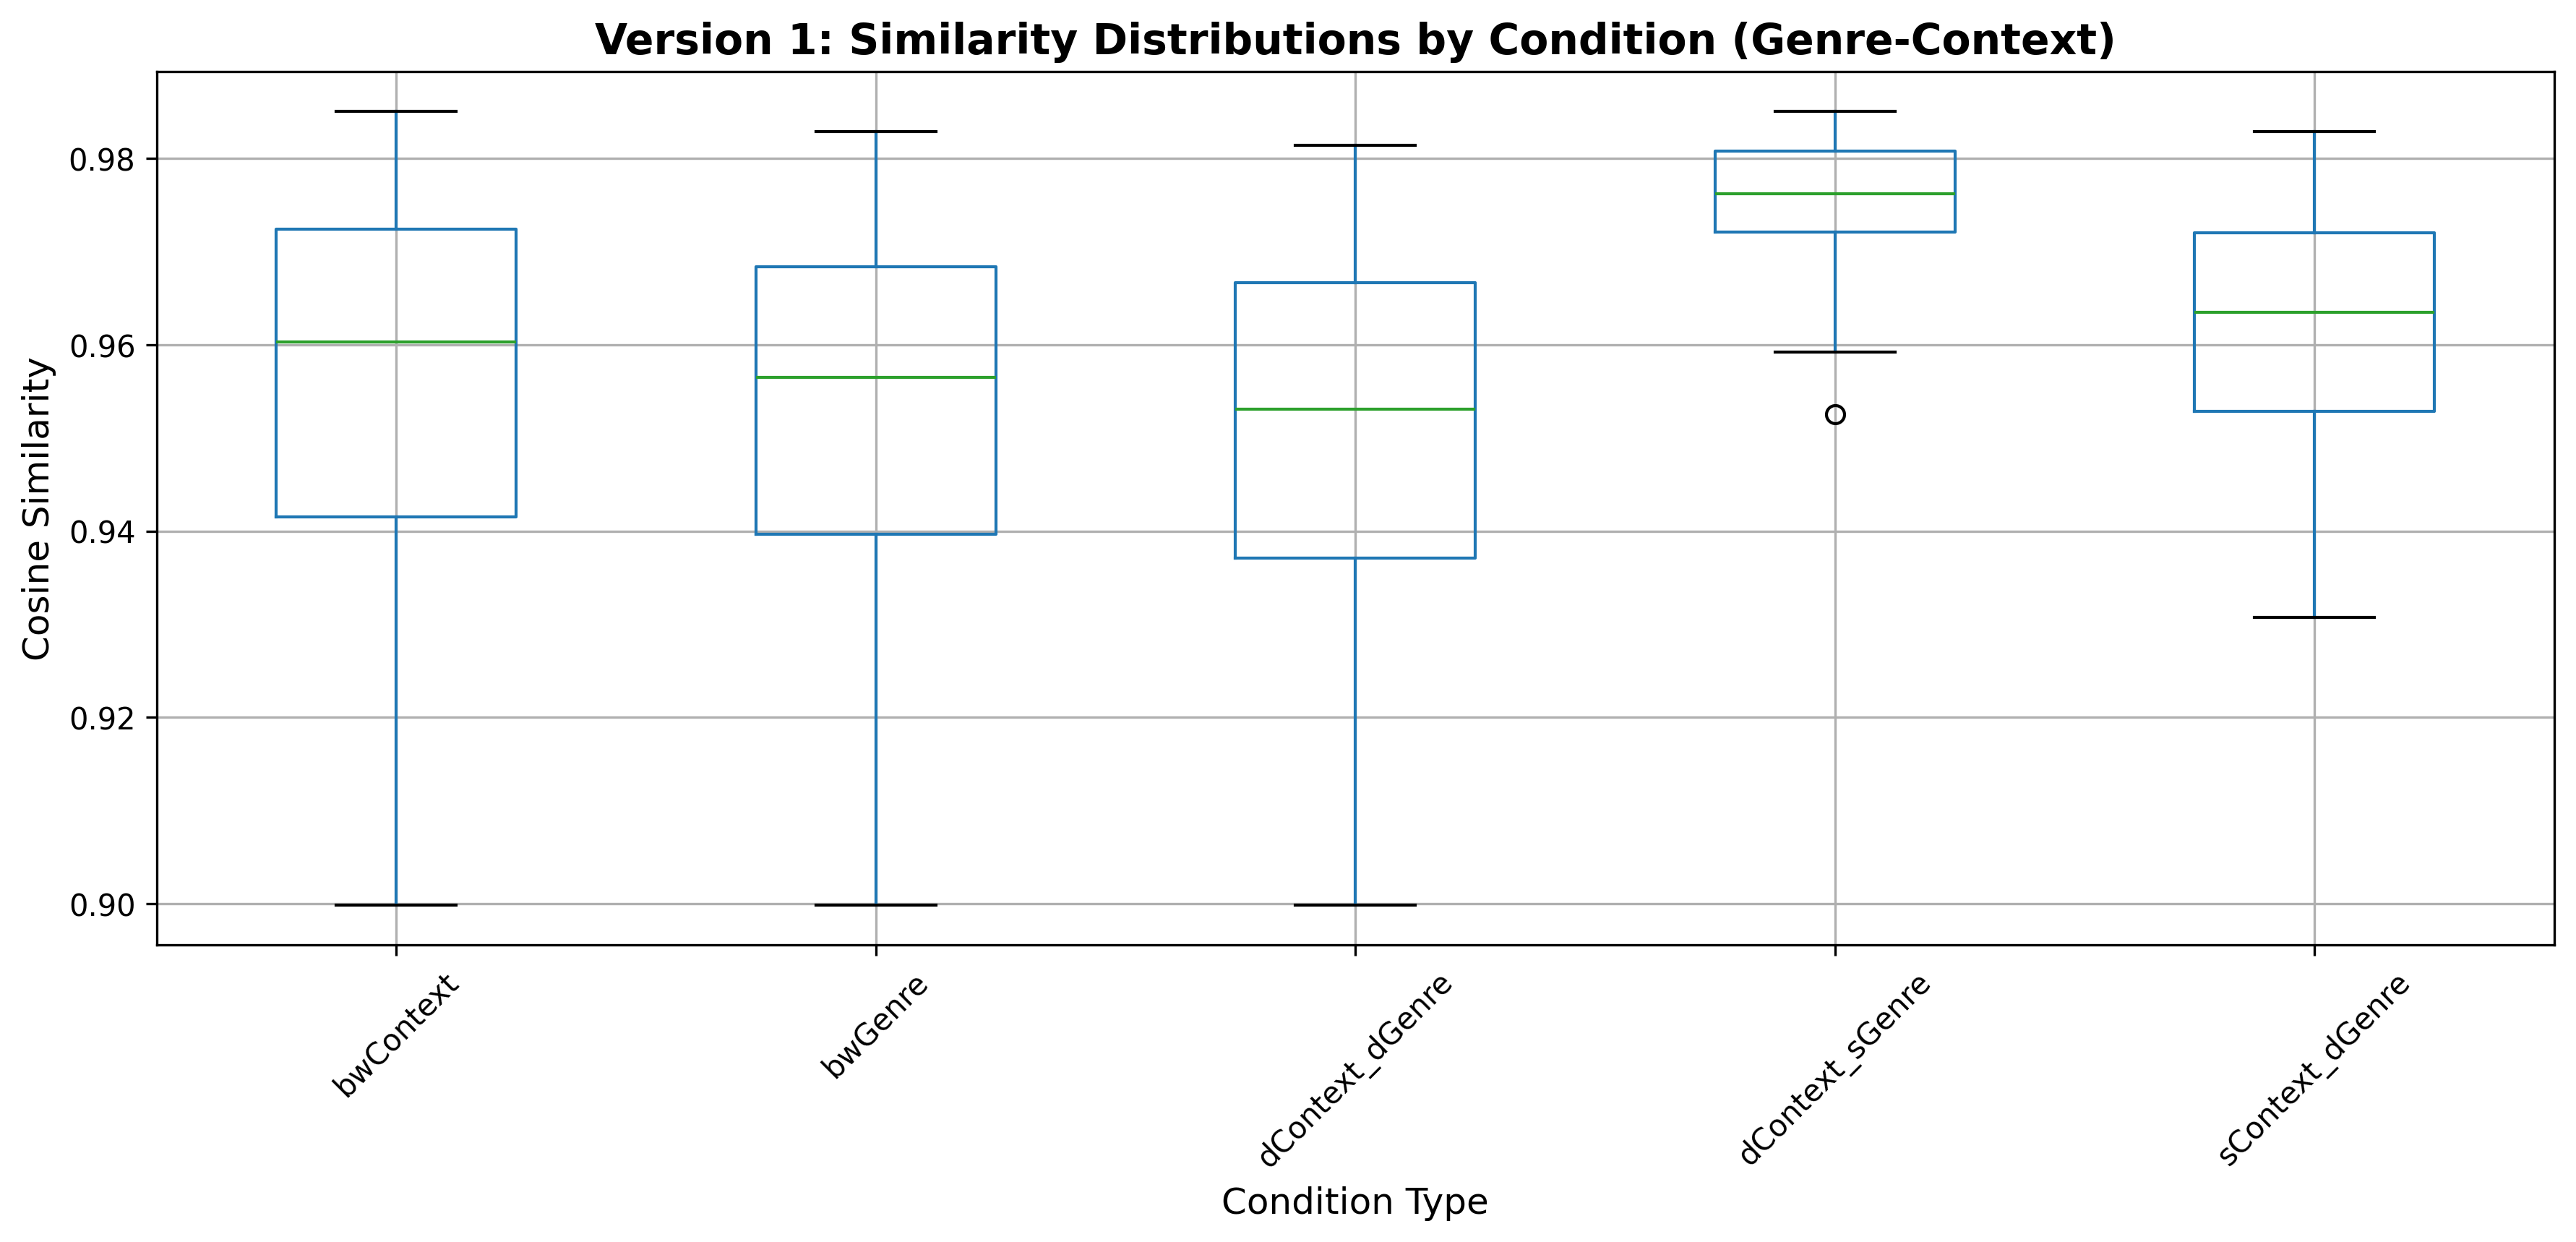 Version 1: Similarity Distributions by Condition (Genre-Context)
Cosine Similarity
0.98
0.96
0.94
0.92
0.90
bwContext
bwGenre
dContext_dGenre
dContext_sGenre
sContext_dGenre
Condition Type